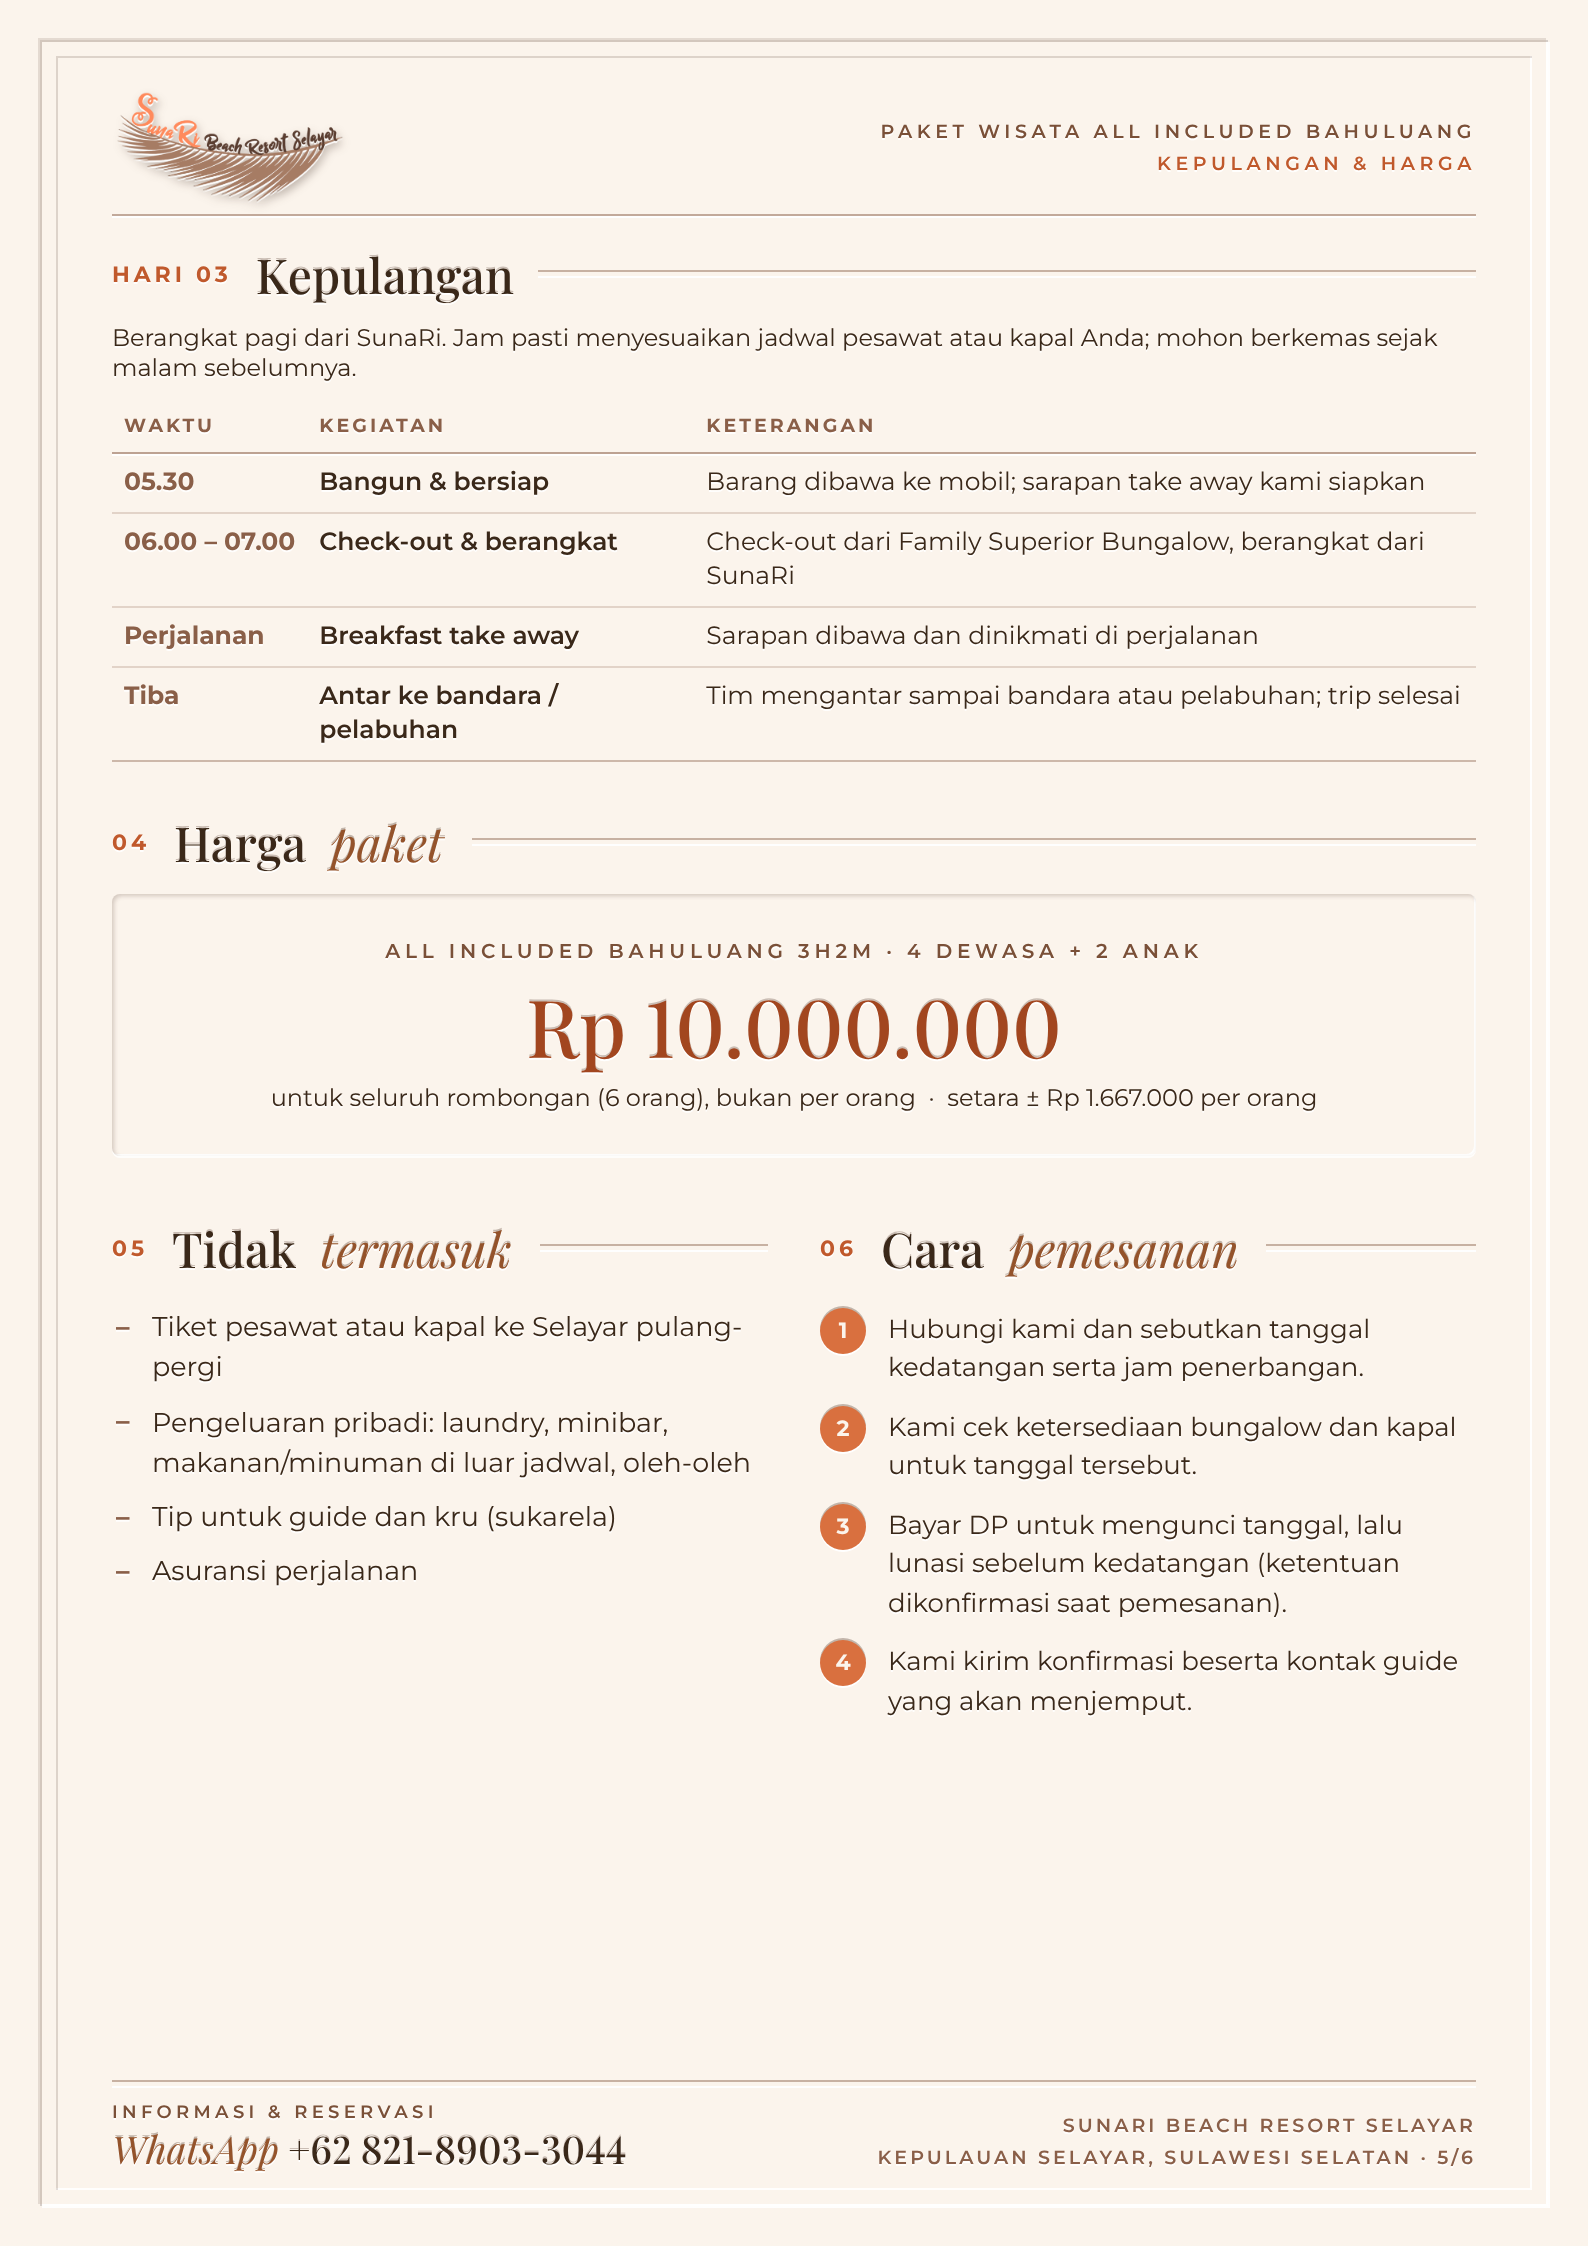 SunaRi Beach Resort Selayar
PAKET WISATA ALL INCLUDED BAHULUANG
KEPULANGAN & HARGA
HARI 03 Kepulangan
Berangkat pagi dari SunaRi. Jam pasti menyesuaikan jadwal pesawat atau kapal Anda; mohon berkemas sejak
malam sebelumnya.
WAKTU KEGIATAN KETERANGAN
05.30 Bangun & bersiap Barang dibawa ke mobil; sarapan take away kami siapkan
06.00 – 07.00 Check-out & berangkat Check-out dari Family Superior Bungalow, berangkat dari
SunaRi
Perjalanan Breakfast take away Sarapan dibawa dan dinikmati di perjalanan
Tiba Antar ke bandara / Tim mengantar sampai bandara atau pelabuhan; trip selesai
pelabuhan
04 Harga paket
ALL INCLUDED BAHULUANG 3H2M · 4 DEWASA + 2 ANAK
Rp 10.000.000
untuk seluruh rombongan (6 orang), bukan per orang · setara ± Rp 1.667.000 per orang
05 Tidak termasuk
– Tiket pesawat atau kapal ke Selayar pulang-
pergi
– Pengeluaran pribadi: laundry, minibar,
makanan/minuman di luar jadwal, oleh-oleh
– Tip untuk guide dan kru (sukarela)
– Asuransi perjalanan
06 Cara pemesanan
1 Hubungi kami dan sebutkan tanggal
kedatangan serta jam penerbangan.
2 Kami cek ketersediaan bungalow dan kapal
untuk tanggal tersebut.
3 Bayar DP untuk mengunci tanggal, lalu
lunasi sebelum kedatangan (ketentuan
dikonfirmasi saat pemesanan).
4 Kami kirim konfirmasi beserta kontak guide
yang akan menjemput.
INFORMASI & RESERVASI
WhatsApp +62 821-8903-3044
SUNARI BEACH RESORT SELAYAR
KEPULAUAN SELAYAR, SULAWESI SELATAN · 5/6